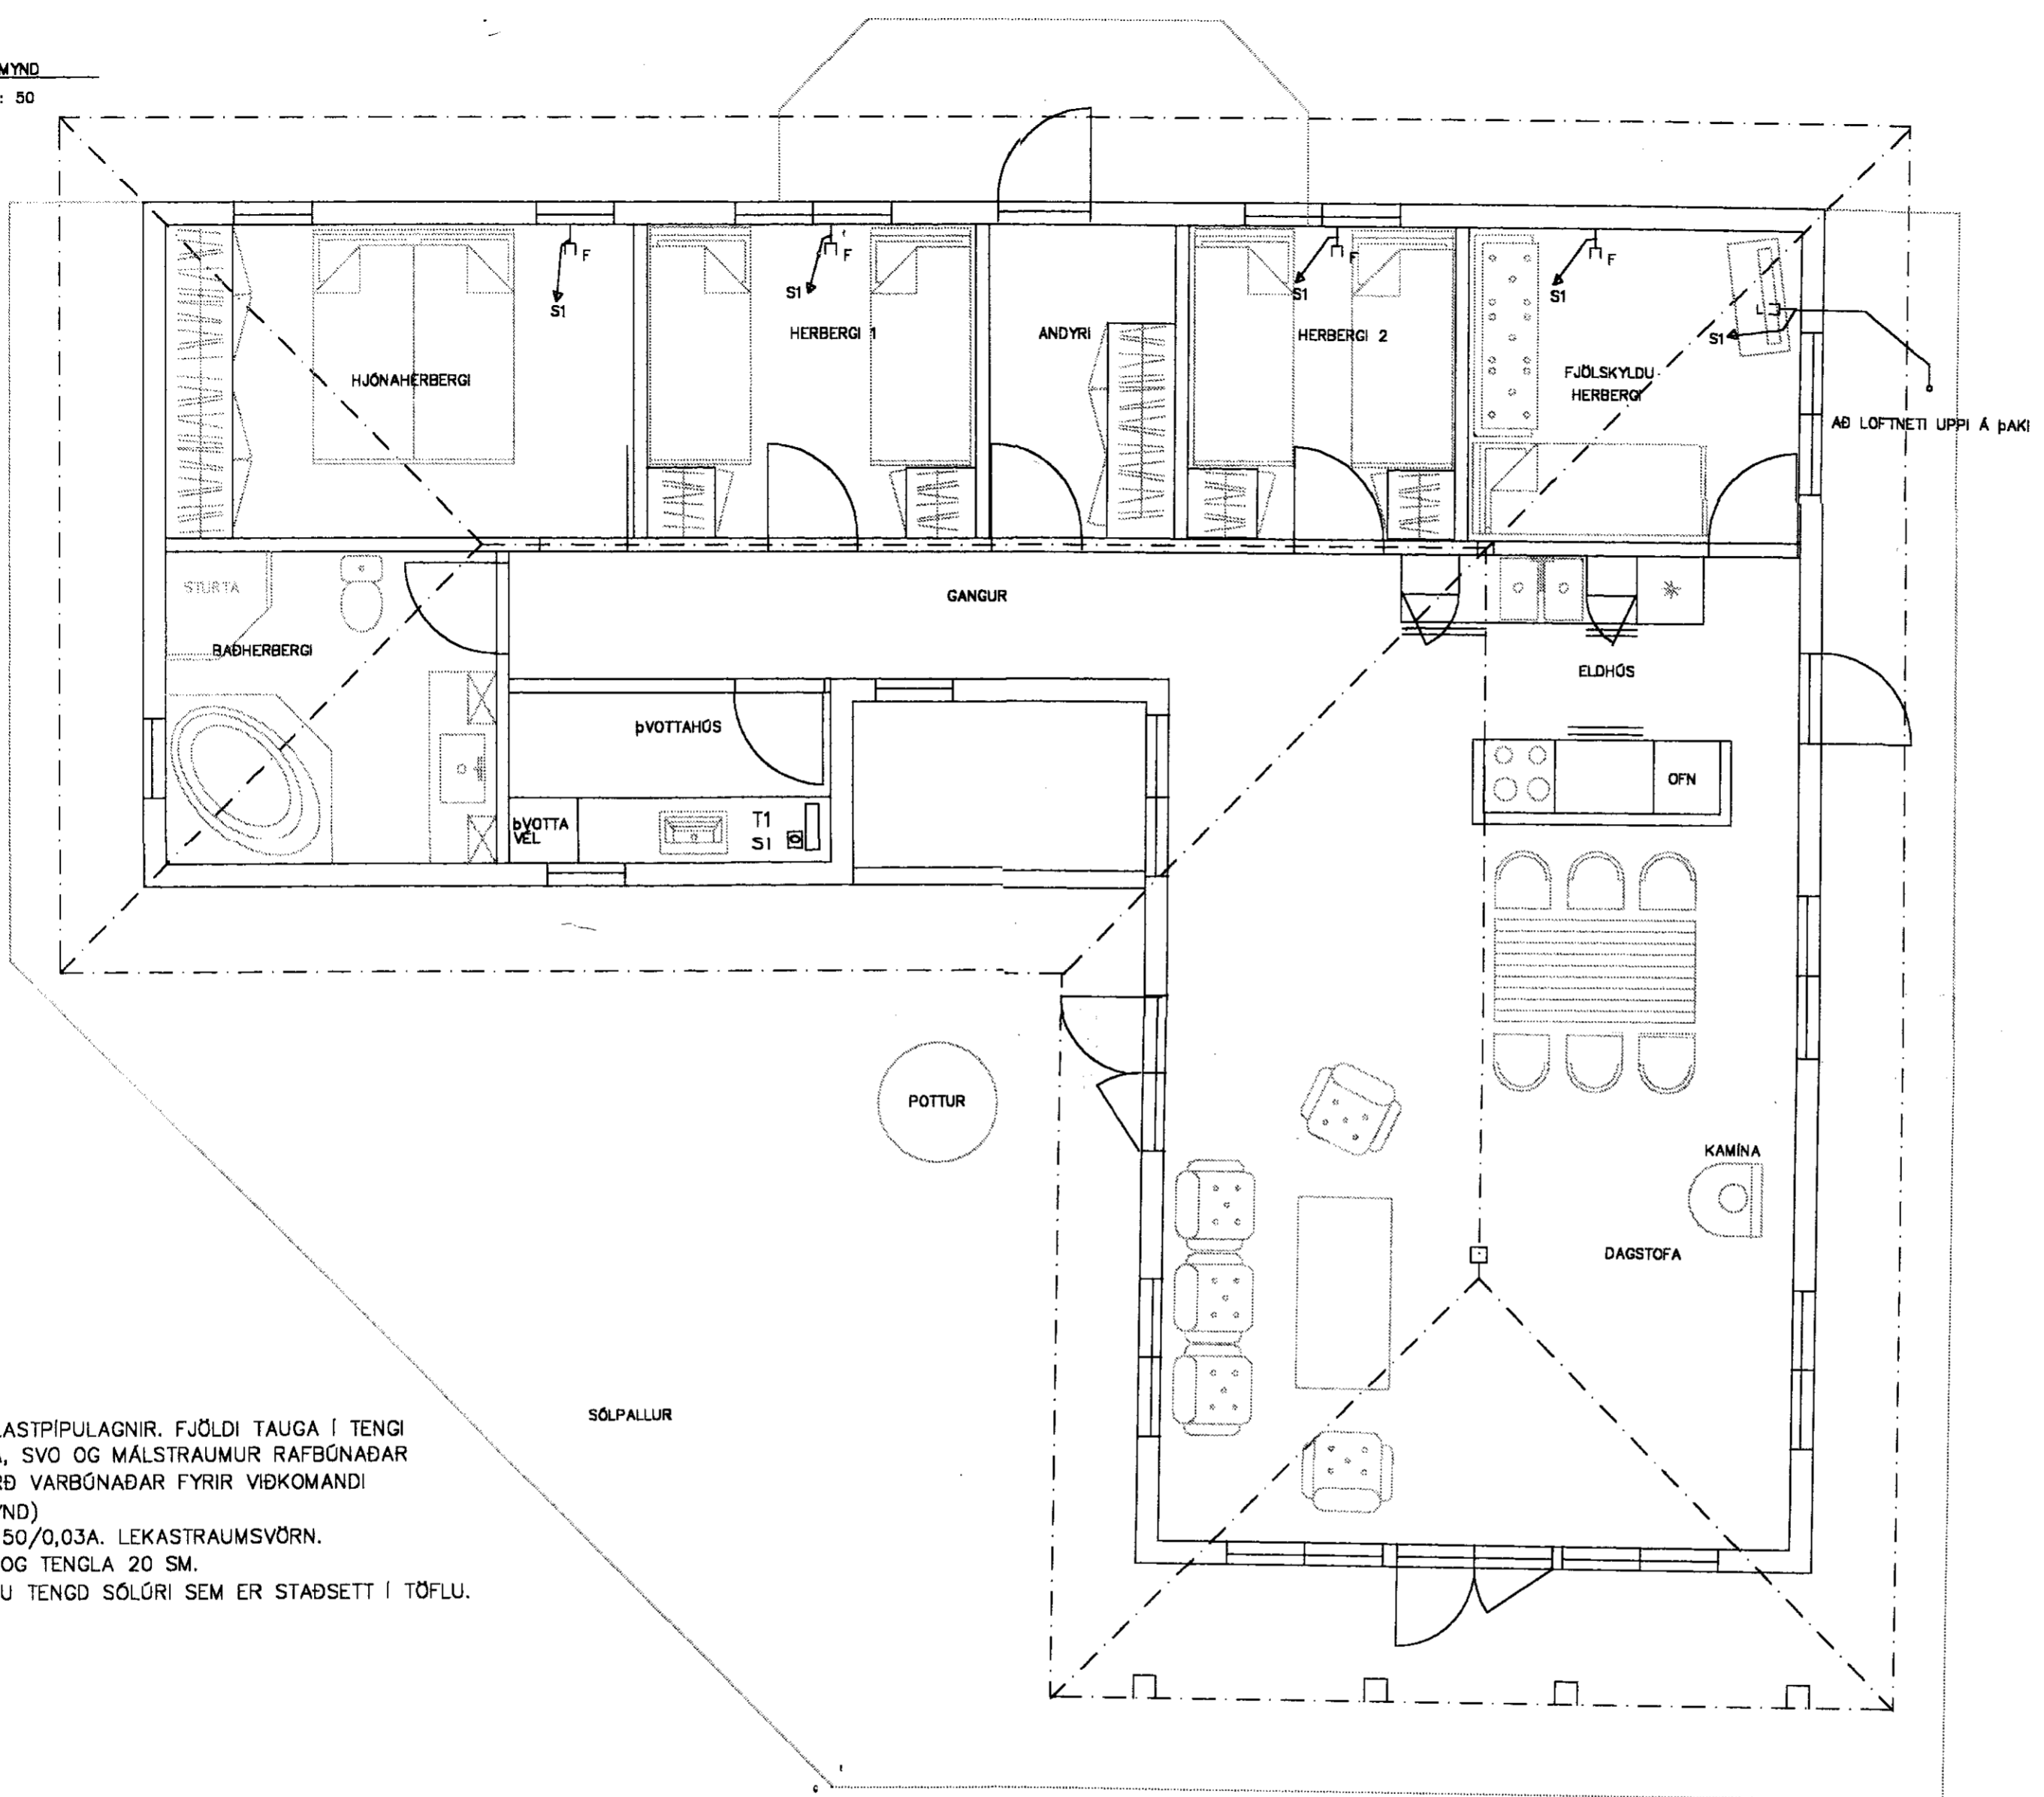 MYND
: 50
F
S1
F
S1
F
S1
F
S1
L
S1
HERBERGI 1
ANDYRI
HERBERGI 2
HJÓNAHERBERGI
FJÖLSKYLDU-
HERBERGI
AÐ LOFTNETI UPPI Á ÞAKI
STURTA
GANGUR
BAÐHERBERGI
ELDHÚS
ÞVOTTAHÚS
OFN
ÞVOTTA
VÉL
T1
S1
POTTUR
KAMÍNA
DAGSTOFA
SÓLPALLUR
LASTPÍPULAGNIR. FJÖLDI TAUGA Í TENGI
A, SVO OG MÁLSTRAUMUR RAFBÚNAÐAR
RÐ VARBÚNAÐAR FYRIR VIÐKOMANDI
YND)
,50/0,03A. LEKASTRAUMSVÖRN.
OG TENGLA 20 SM.
U TENGD SÓLÚRI SEM ER STAÐSETT Í TÖFLU.